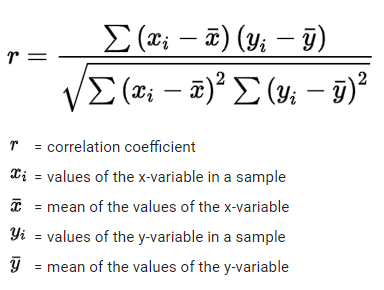 r = ∑ (xᵢ − x̄) (yᵢ − ȳ) / √ ∑ (xᵢ − x̄)² ∑ (yᵢ − ȳ)²
r = correlation coefficient
xᵢ = values of the x-variable in a sample
x̄ = mean of the values of the x-variable
yᵢ = values of the y-variable in a sample
ȳ = mean of the values of the y-variable